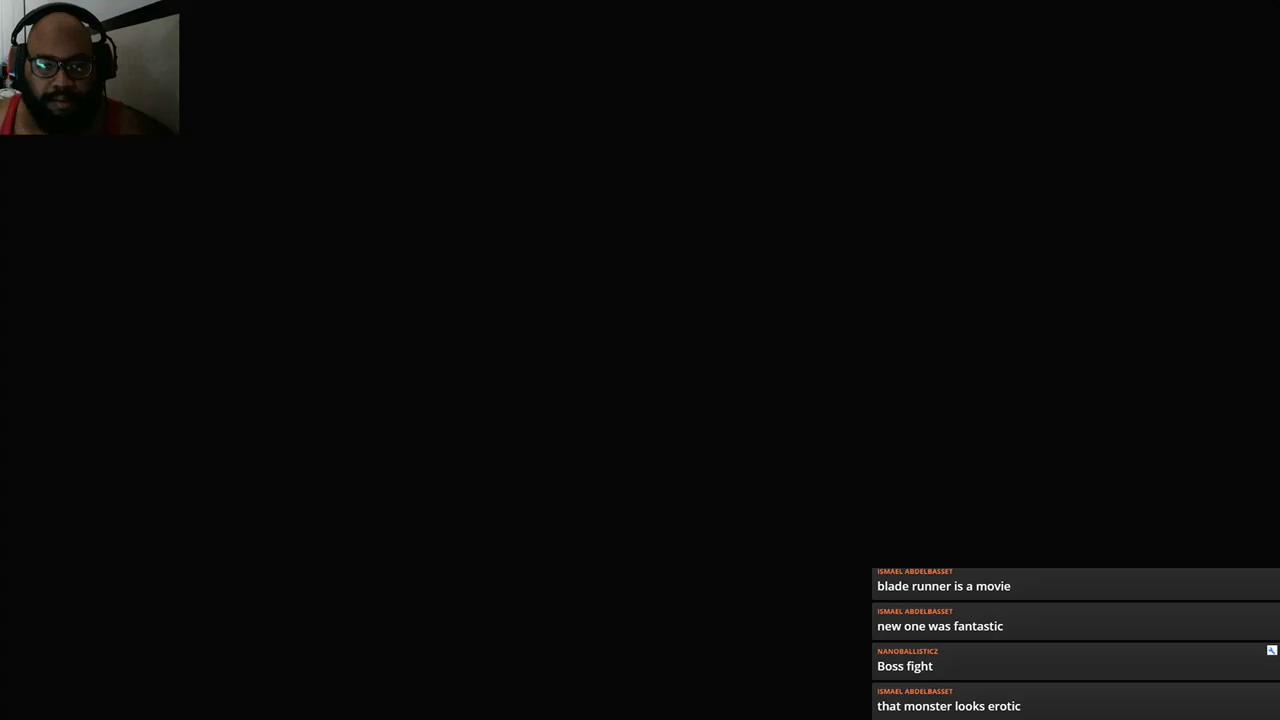 ISMAEL ABDELBASSET
blade runner is a movie
ISMAEL ABDELBASSET
new one was fantastic
NANOBALLISTICZ
Boss fight
ISMAEL ABDELBASSET
that monster looks erotic